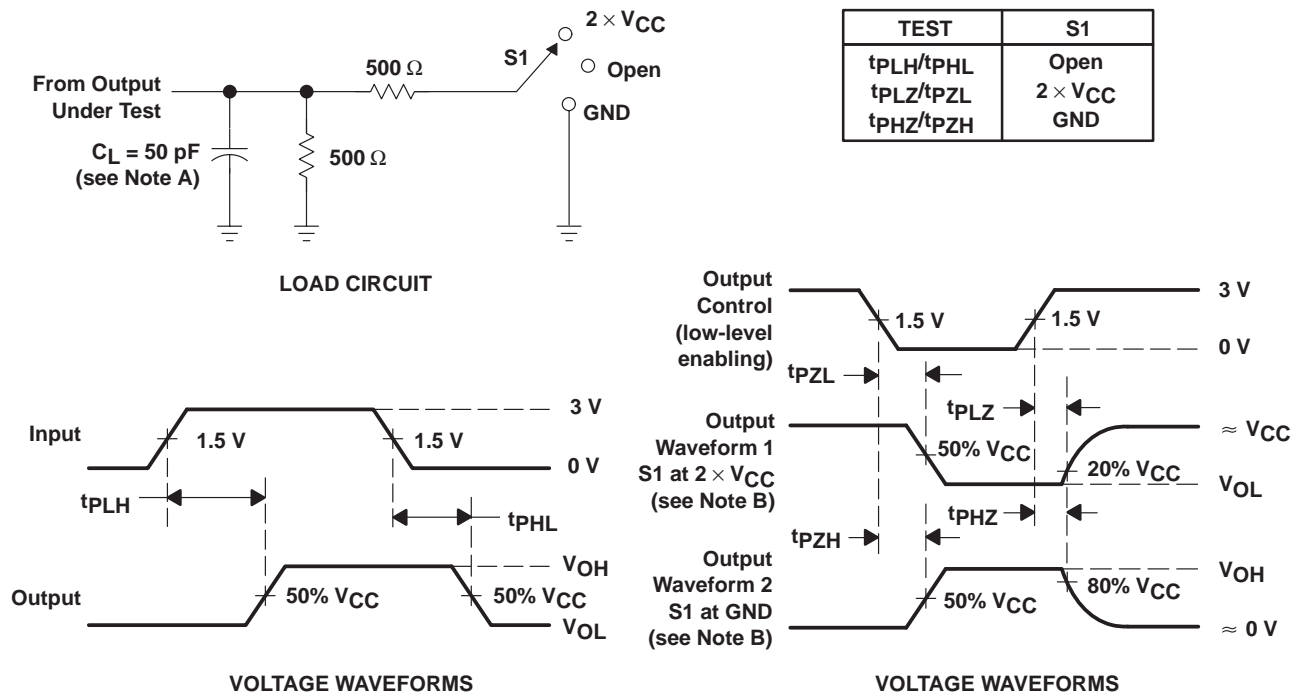 2 × VCC
S1
500 Ω
Open
From Output
Under Test
GND
CL = 50 pF
(see Note A)
500 Ω
LOAD CIRCUIT
TEST S1
tPLH/tPHL Open
tPLZ/tPZL 2 × VCC
tPHZ/tPZH GND
Input
1.5 V
1.5 V
3 V
0 V
tPLH
tPHL
Output
50% VCC
50% VCC
VOH
VOL
VOLTAGE WAVEFORMS
Output
Control
(low-level
enabling)
1.5 V
1.5 V
3 V
0 V
tPZL
tPLZ
Output
Waveform 1
S1 at 2 × VCC
(see Note B)
50% VCC
20% VCC
≈ VCC
VOL
tPZH
tPHZ
Output
Waveform 2
S1 at GND
(see Note B)
50% VCC
80% VCC
VOH
≈ 0 V
VOLTAGE WAVEFORMS